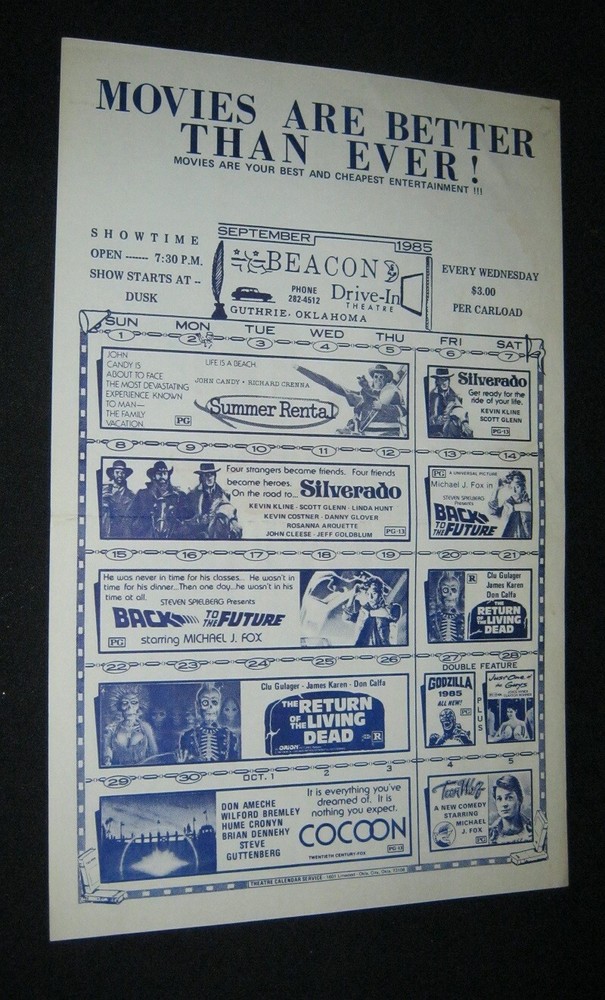 MOVIES ARE BETTER
THAN EVER!
MOVIES ARE YOUR BEST AND CHEAPEST ENTERTAINMENT !!!
SHOWTIME
OPEN ------- 7:30 P.M.
SHOW STARTS AT --
DUSK
SEPTEMBER
1985
BEACON
Drive-In
THEATRE
PHONE
282-4512
GUTHRIE, OKLAHOMA
EVERY WEDNESDAY
$3.00
PER CARLOAD
SUN MON TUE WED THU FRI SAT
1 2 3 4 5 6 7
JOHN
CANDY IS
ABOUT TO FACE
THE MOST DEVASTATING
EXPERIENCE KNOWN
TO MAN—
THE FAMILY
VACATION.
LIFE IS A BEACH.
JOHN CANDY • RICHARD CRENNA
Summer Rental
PG
Silverado
Get ready for the
ride of your life.
KEVIN KLINE
SCOTT GLENN
PG-13
8 9 10 11 12 13 14
Four strangers become friends. Four friends
become heroes.
On the road to... Silverado
KEVIN KLINE · SCOTT GLENN · LINDA HUNT
KEVIN COSTNER · DANNY GLOVER
ROSANNA ARQUETTE
JOHN CLEESE · JEFF GOLDBLUM
PG-13
PG
A UNIVERSAL PICTURE
Michael J. Fox in
STEVEN SPIELBERG
Presents
BACK
TO THE
FUTURE
15 16 17 18 19 20 21
He was never in time for his classes... He wasn't in
time for his dinner...Then one day...he wasn't in his
time at all.
STEVEN SPIELBERG Presents
BACK TO THE FUTURE
PG
starring MICHAEL J. FOX
R
Clu Gulager
James Karen
Don Calfa
THE
RETURN
OF THE LIVING
DEAD
22 23 24 25 26 27 28
DOUBLE FEATURE
Clu Gulager - James Karen - Don Calfa
THE
RETURN
OF THE LIVING
DEAD
ORION
R
GODZILLA
1985
ALL NEW!
PG
PLUS
Just One of
the Guys
29 30 OCT. 1 2 3 4 5
DON AMECHE
WILFORD BREMLEY
HUME CRONYN
BRIAN DENNEHY
STEVE
GUTTENBERG
It is everything you've
dreamed of. It is
nothing you expect.
COCOON
TWENTIETH CENTURY-FOX
PG-13
Teen Wolf
A NEW COMEDY
STARRING
MICHAEL
J. FOX
PG
THEATRE CALENDAR SERVICE
Okla. City, Okla.